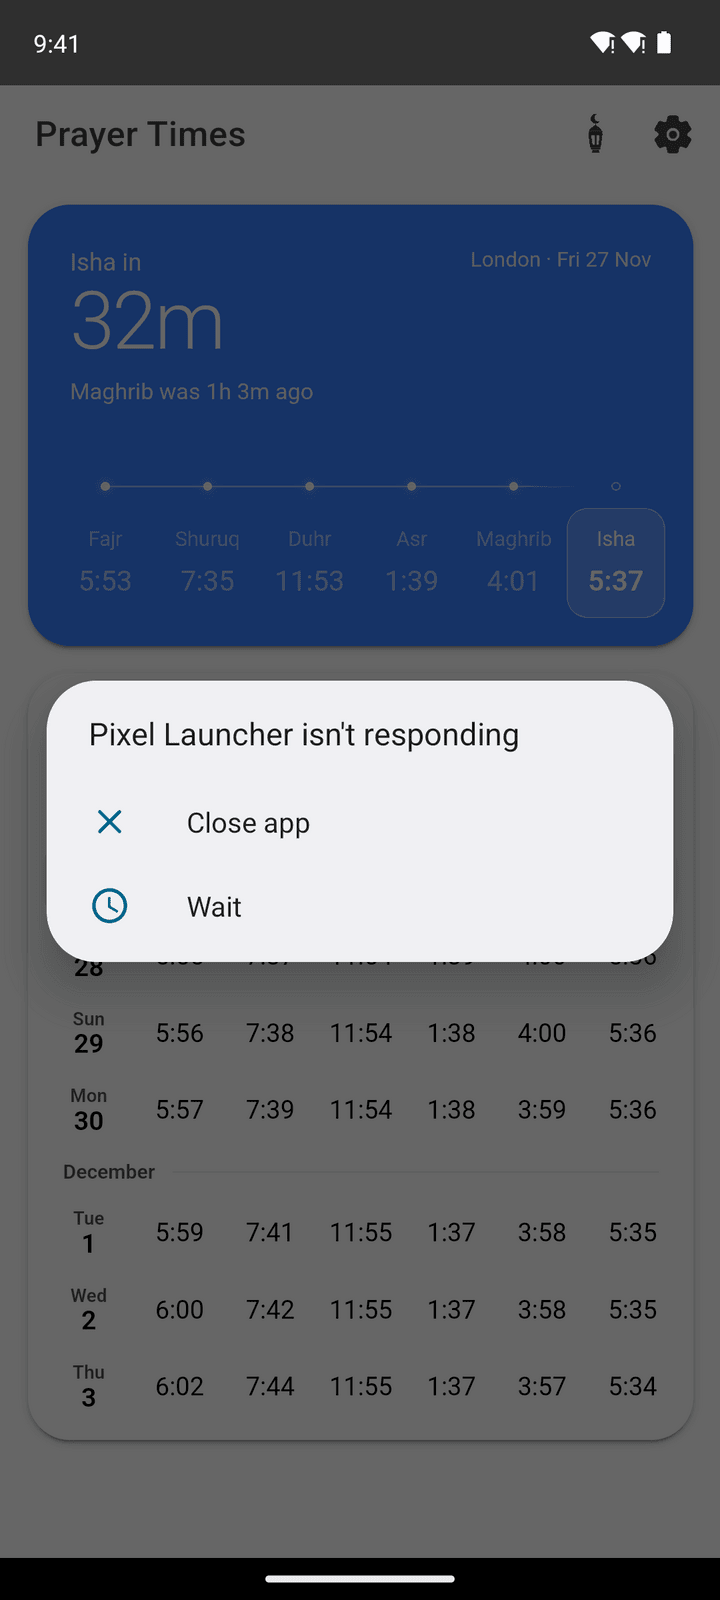 9:41
Prayer Times
Isha in
London · Fri 27 Nov
32m
Maghrib was 1h 3m ago
Fajr Shuruq Duhr Asr Maghrib Isha
5:53 7:35 11:53 1:39 4:01 5:37
Pixel Launcher isn't responding
Close app
Wait
28
Sun
29 5:56 7:38 11:54 1:38 4:00 5:36
Mon
30 5:57 7:39 11:54 1:38 3:59 5:36
December
Tue
1 5:59 7:41 11:55 1:37 3:58 5:35
Wed
2 6:00 7:42 11:55 1:37 3:58 5:35
Thu
3 6:02 7:44 11:55 1:37 3:57 5:34